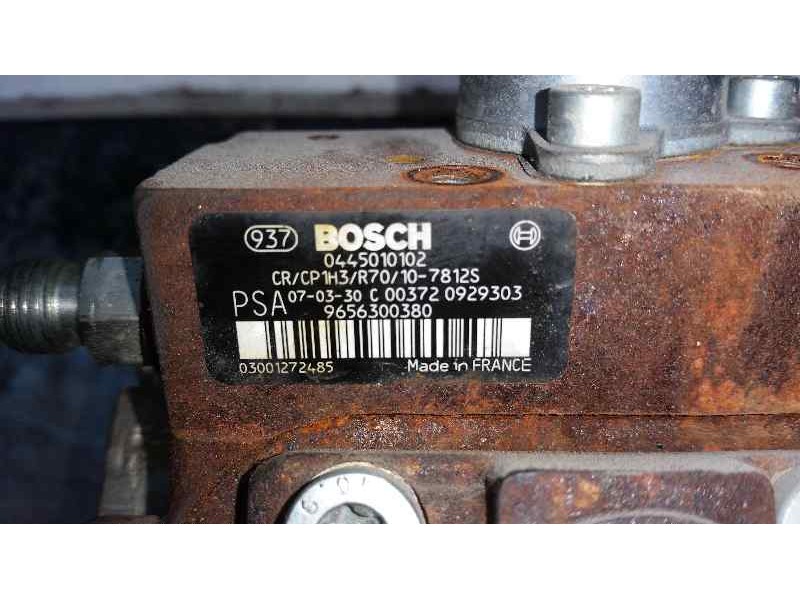 937 BOSCH
0445010102
CR/CP1H3/R70/10-7812S
PSA 07-03-30 C 00372 0929303
9656300380
03001272485 Made in FRANCE